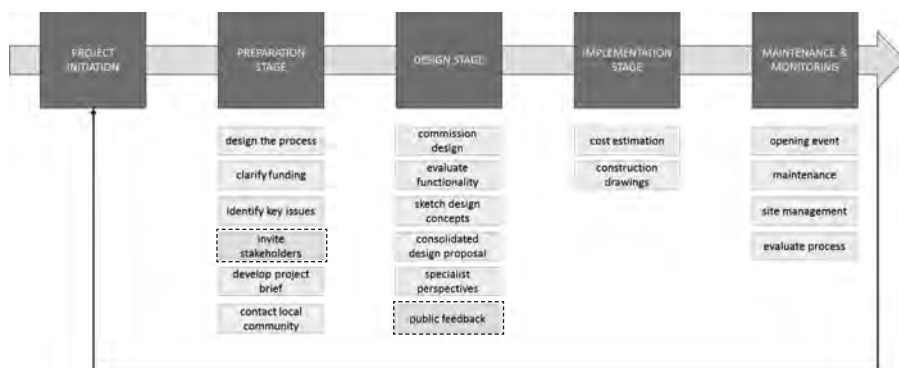 PROJECT
INITIATION
PREPARATION
STAGE
DESIGN STAGE
IMPLEMENTATION
STAGE
MAINTENANCE &
MONITORING
design the process
clarify funding
identify key issues
invite
stakeholders
develop project
brief
contact local
community
commission
design
evaluate
functionality
sketch design
concepts
consolidated
design proposal
specialist
perspectives
public feedback
cost estimation
construction
drawings
opening event
maintenance
site management
evaluate process